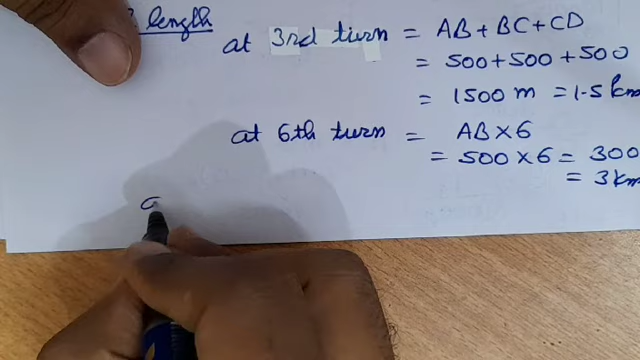 length
at 3rd turn = AB + BC + CD
= 500 + 500 + 500
= 1500 m = 1.5 km
at 6th turn = AB × 6
= 500 × 6 = 300
= 3 km